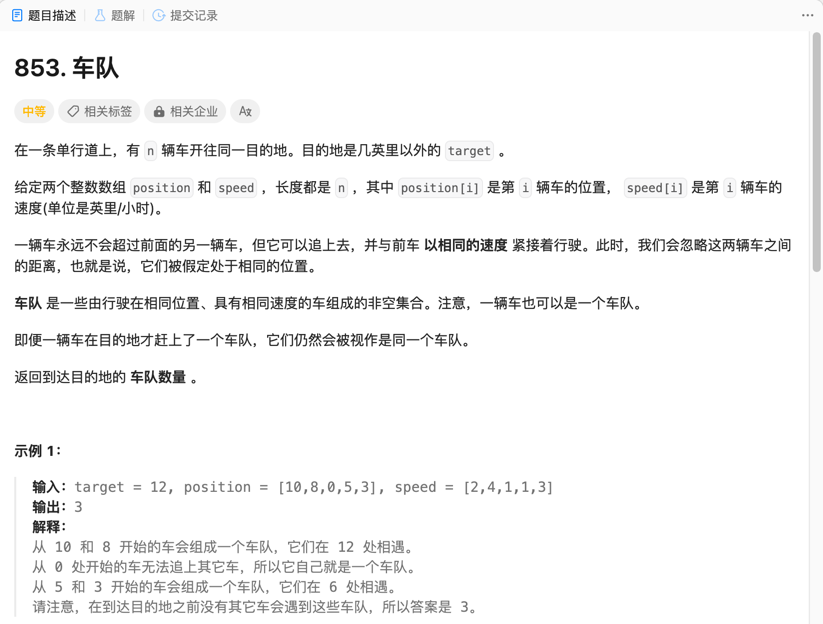 题目描述 题解 提交记录
853. 车队
中等 相关标签 相关企业
在一条单行道上，有 n 辆车开往同一目的地。目的地是几英里以外的 target 。
给定两个整数数组 position 和 speed ，长度都是 n ，其中 position[i] 是第 i 辆车的位置， speed[i] 是第 i 辆车的
速度(单位是英里/小时)。
一辆车永远不会超过前面的另一辆车，但它可以追上去，并与前车 以相同的速度 紧接着行驶。此时，我们会忽略这两辆车之间
的距离，也就是说，它们被假定处于相同的位置。
车队 是一些由行驶在相同位置、具有相同速度的车组成的非空集合。注意，一辆车也可以是一个车队。
即便一辆车在目的地才赶上了一个车队，它们仍然会被视作是同一个车队。
返回到达目的地的 车队数量 。
示例 1：
输入：target = 12, position = [10,8,0,5,3], speed = [2,4,1,1,3]
输出：3
解释：
从 10 和 8 开始的车会组成一个车队，它们在 12 处相遇。
从 0 处开始的车无法追上其它车，所以它自己就是一个车队。
从 5 和 3 开始的车会组成一个车队，它们在 6 处相遇。
请注意，在到达目的地之前没有其它车会遇到这些车队，所以答案是 3。